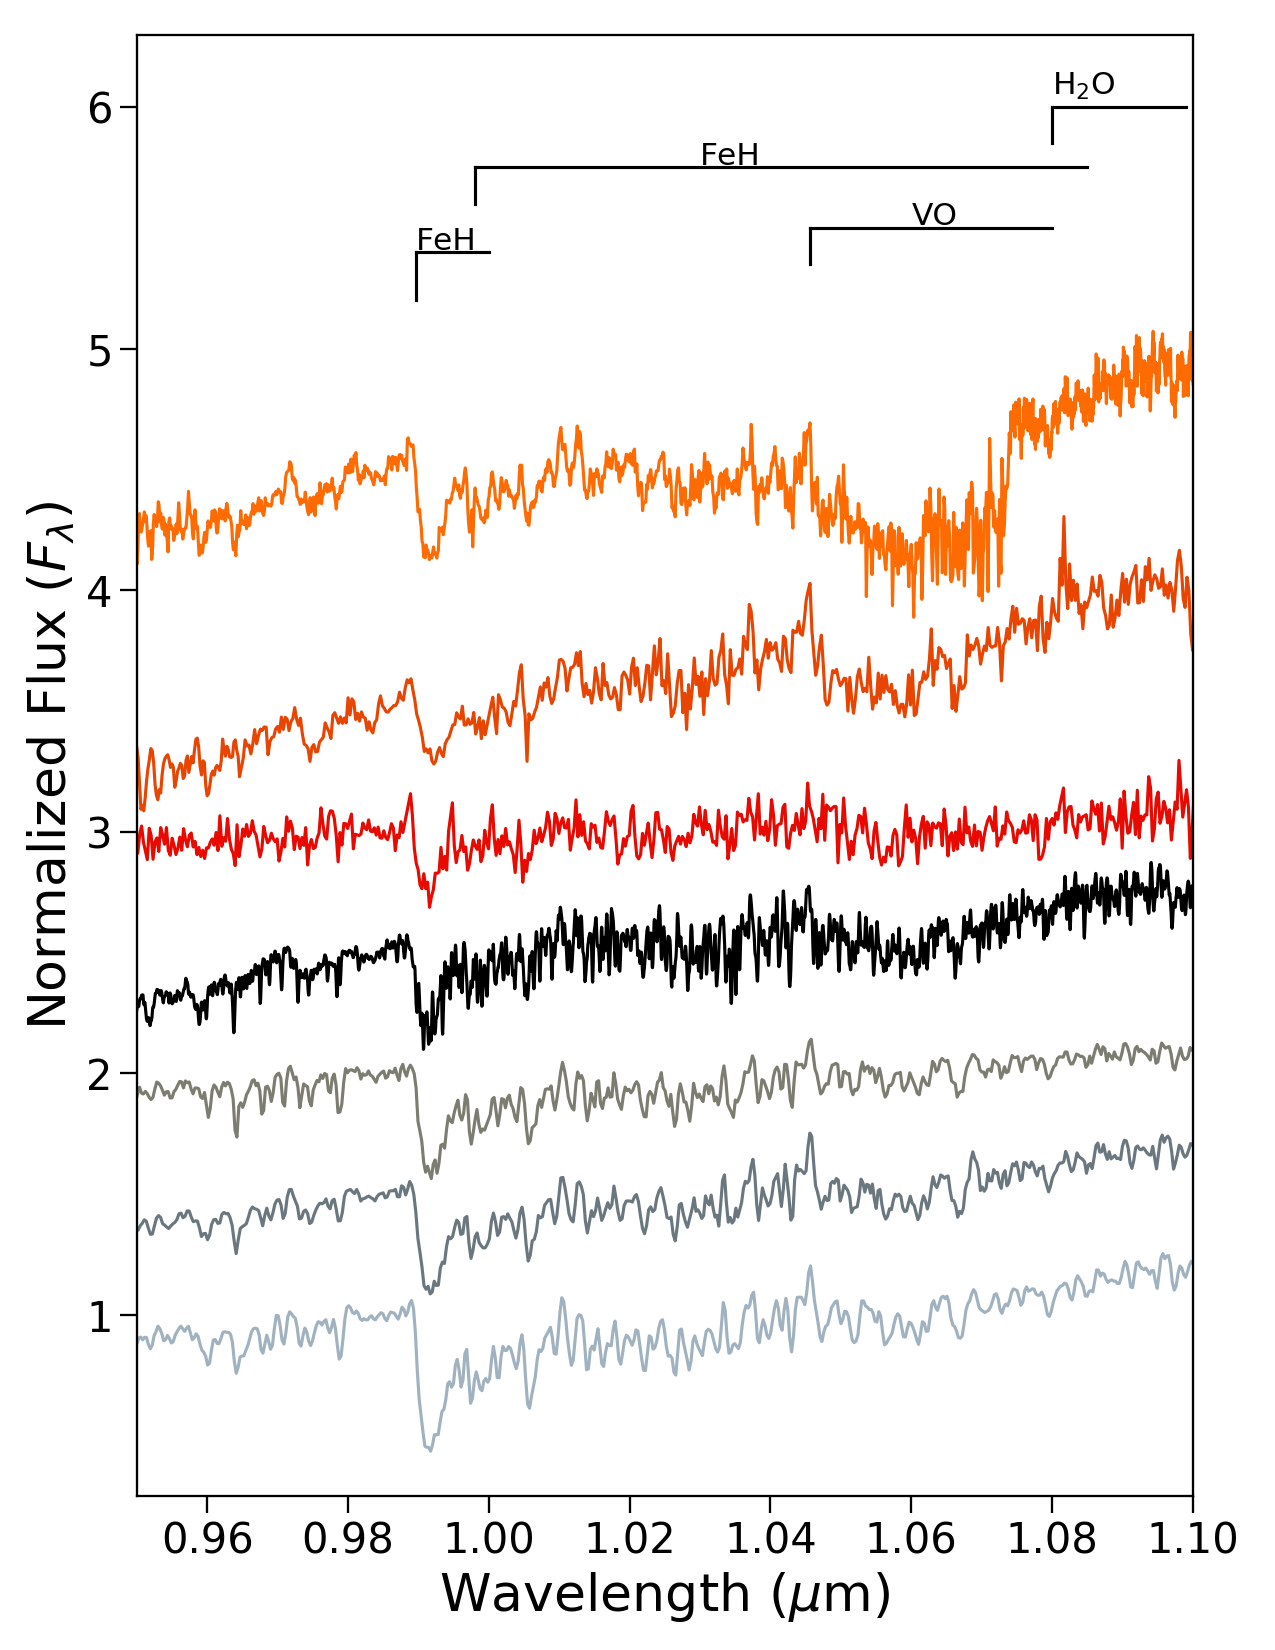 H₂O
FeH
VO
FeH
6
5
4
3
2
1
Normalized Flux (Fλ)
0.96 0.98 1.00 1.02 1.04 1.06 1.08 1.10
Wavelength (μm)